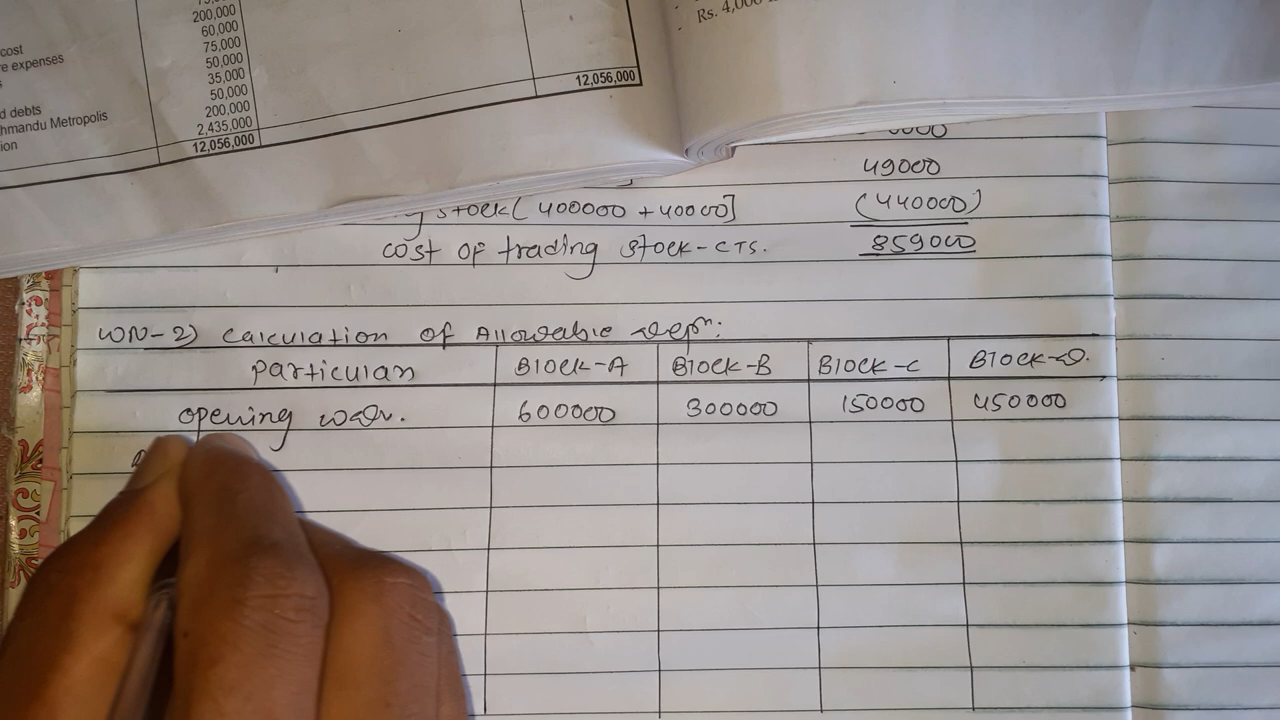 200,000
cost 60,000
e expenses 75,000
50,000
35,000
d debts 50,000
hmandu Metropolis 200,000
ion 2,435,000
12,056,000 12,056,000
Rs. 4,000
49000
stock [400000 + 40000] (440000)
cost of trading stock - CTS. 859000
WN-2) Calculation of Allowable Depn:
particular Block-A Block-B Block-C Block-D.
opening WDV. 600000 300000 150000 450000